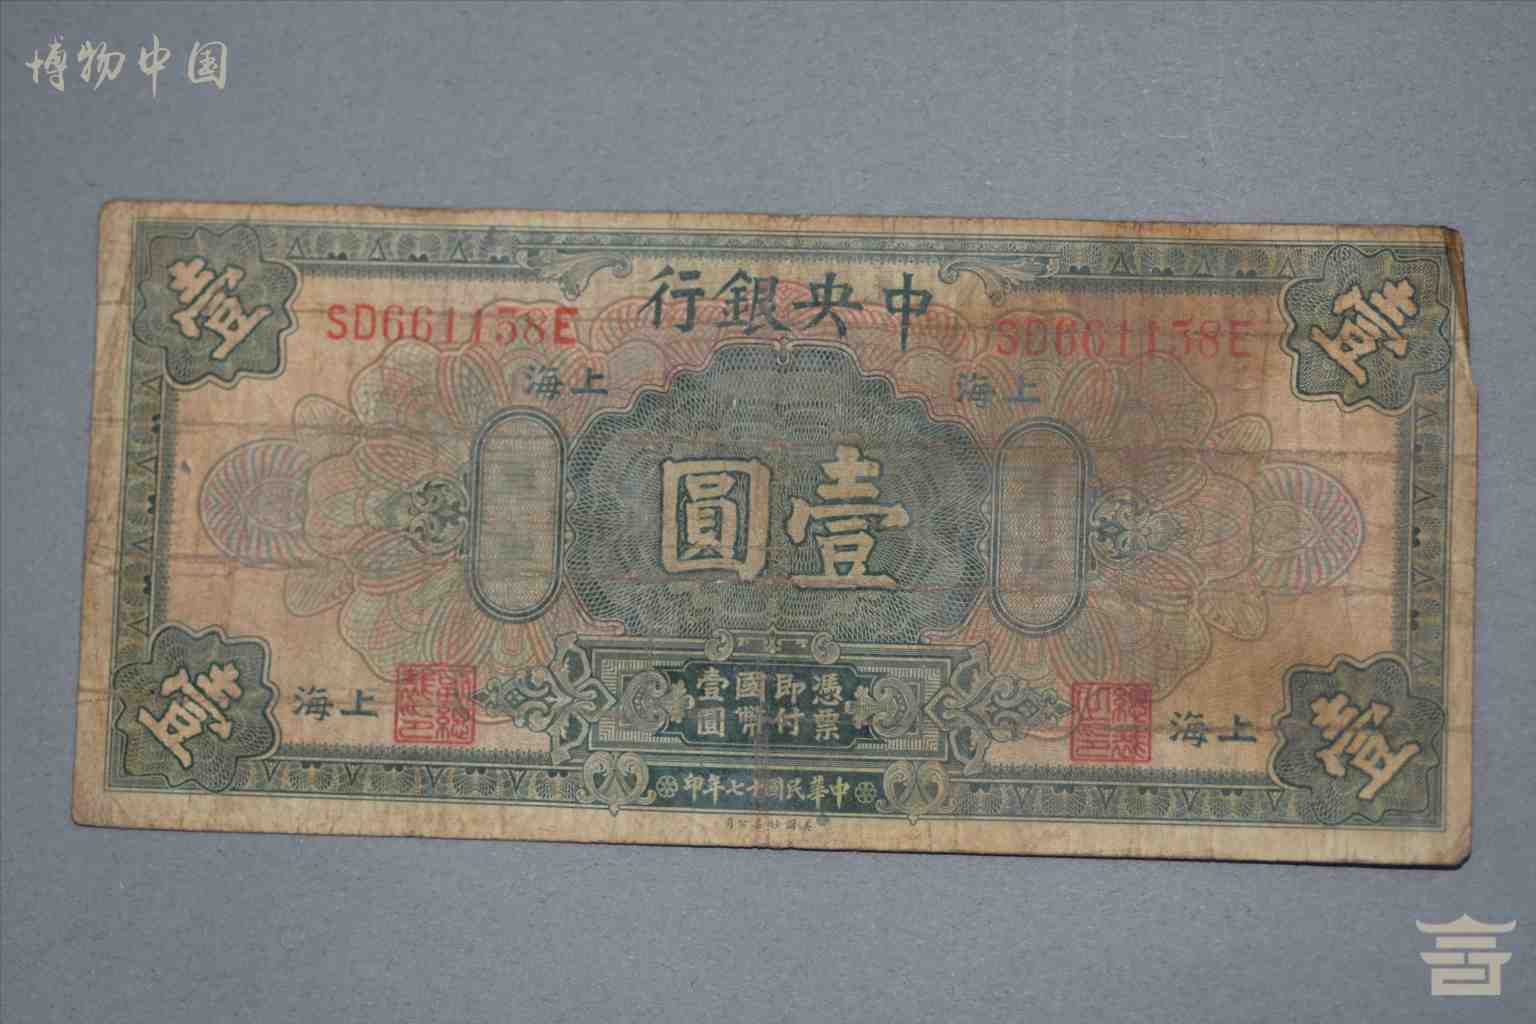 博物中国
中央銀行
SD661158E
SD661158E
上海
上海
壹
壹
壹圓
上海
上海
憑票
即付
國幣
壹圓
壹
壹
中華民國十七年印